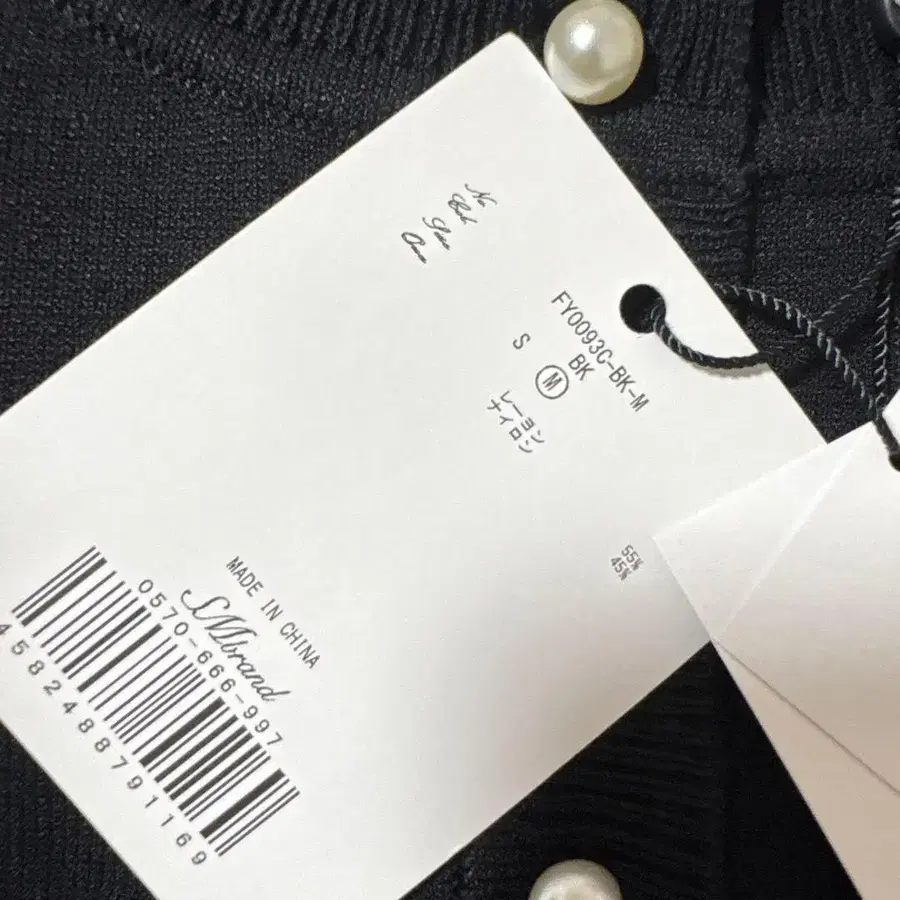 No
FY0093C-BK-M
BK
S M
レーヨン 55%
ナイロン 45%
MADE IN CHINA
SMbrand
0570-666-997
4582488791169